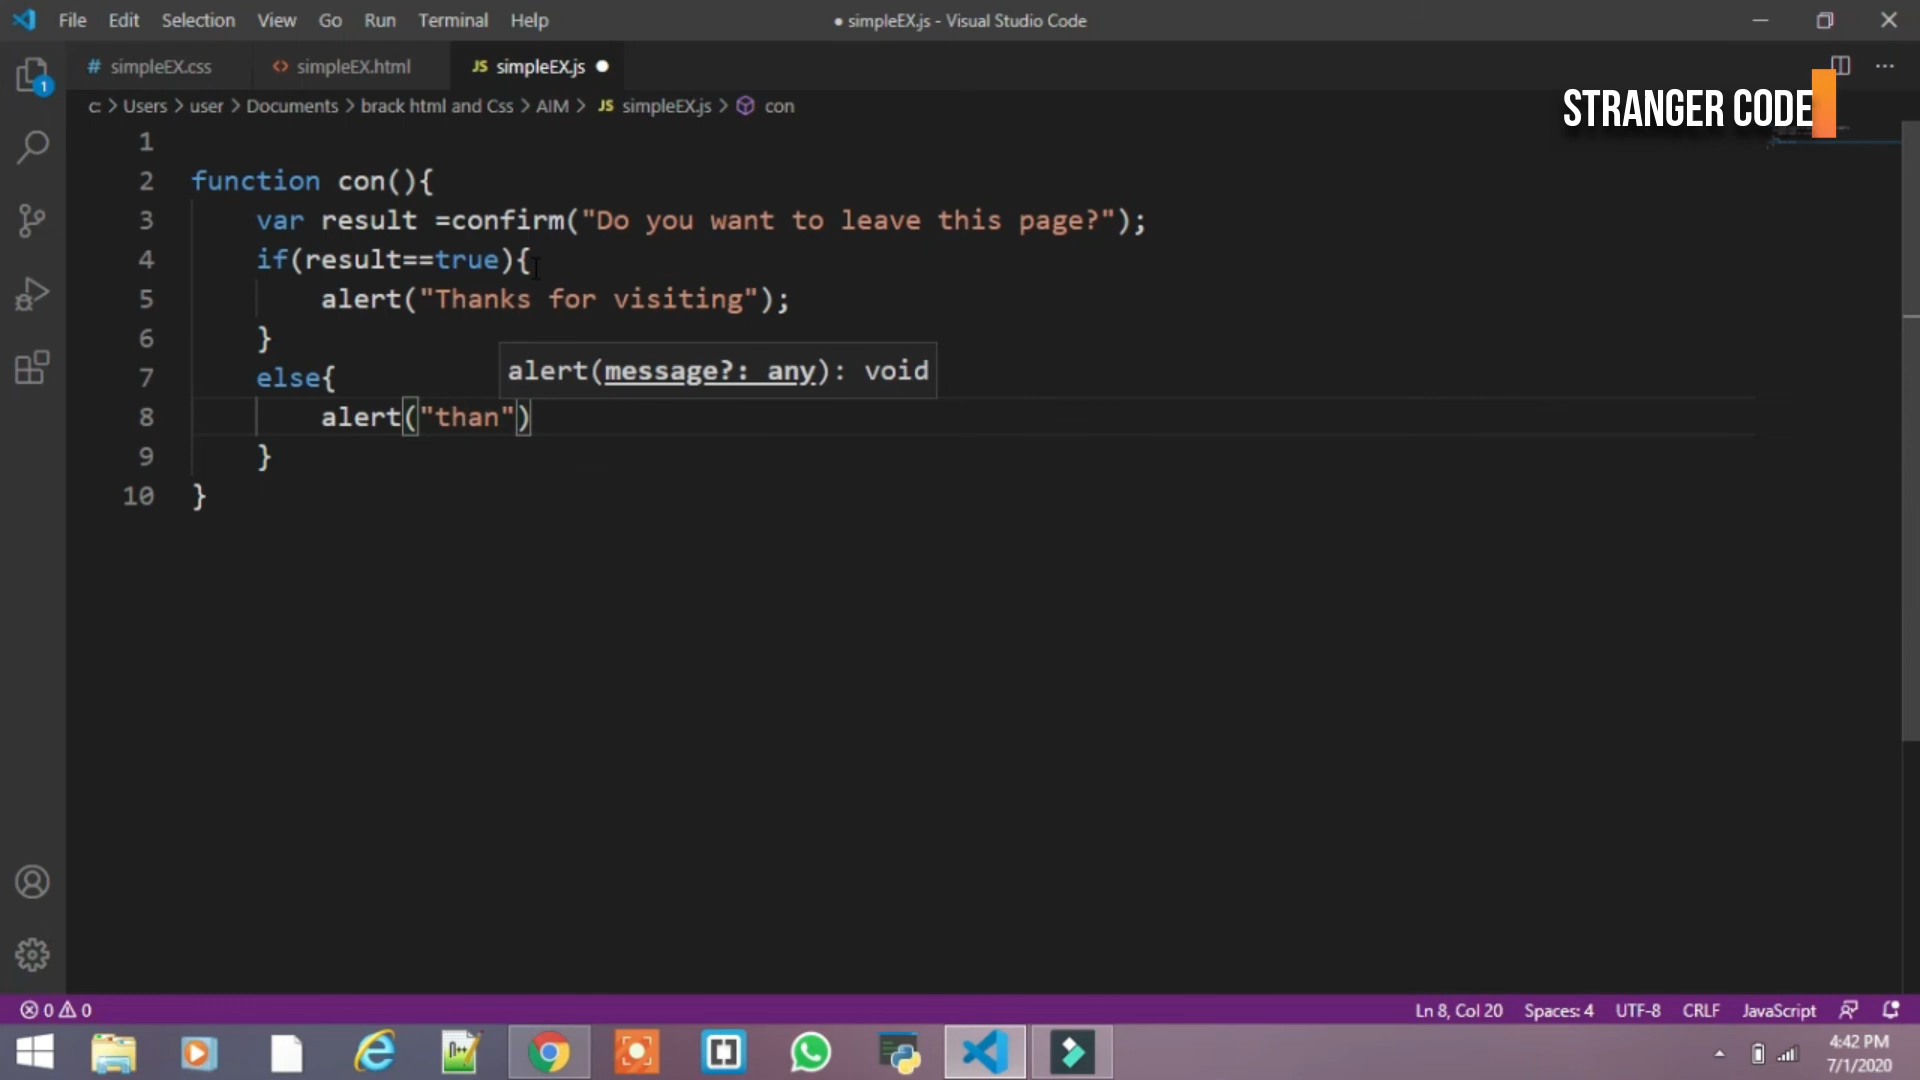 File Edit Selection View Go Run Terminal Help
● simpleEX.js - Visual Studio Code
# simpleEX.css <> simpleEX.html JS simpleEX.js ●
STRANGER CODE
c: > Users > user > Documents > brack html and Css > AIM > JS simpleEX.js > con
1
2 function con(){
3 var result =confirm("Do you want to leave this page?");
4 if(result==true){
5 alert("Thanks for visiting");
6 }
alert(message?: any): void
7 else{
8 alert("than")
9 }
10 }
1
0 0
Ln 8, Col 20 Spaces: 4 UTF-8 CRLF JavaScript
N++
4:42 PM
7/1/2020